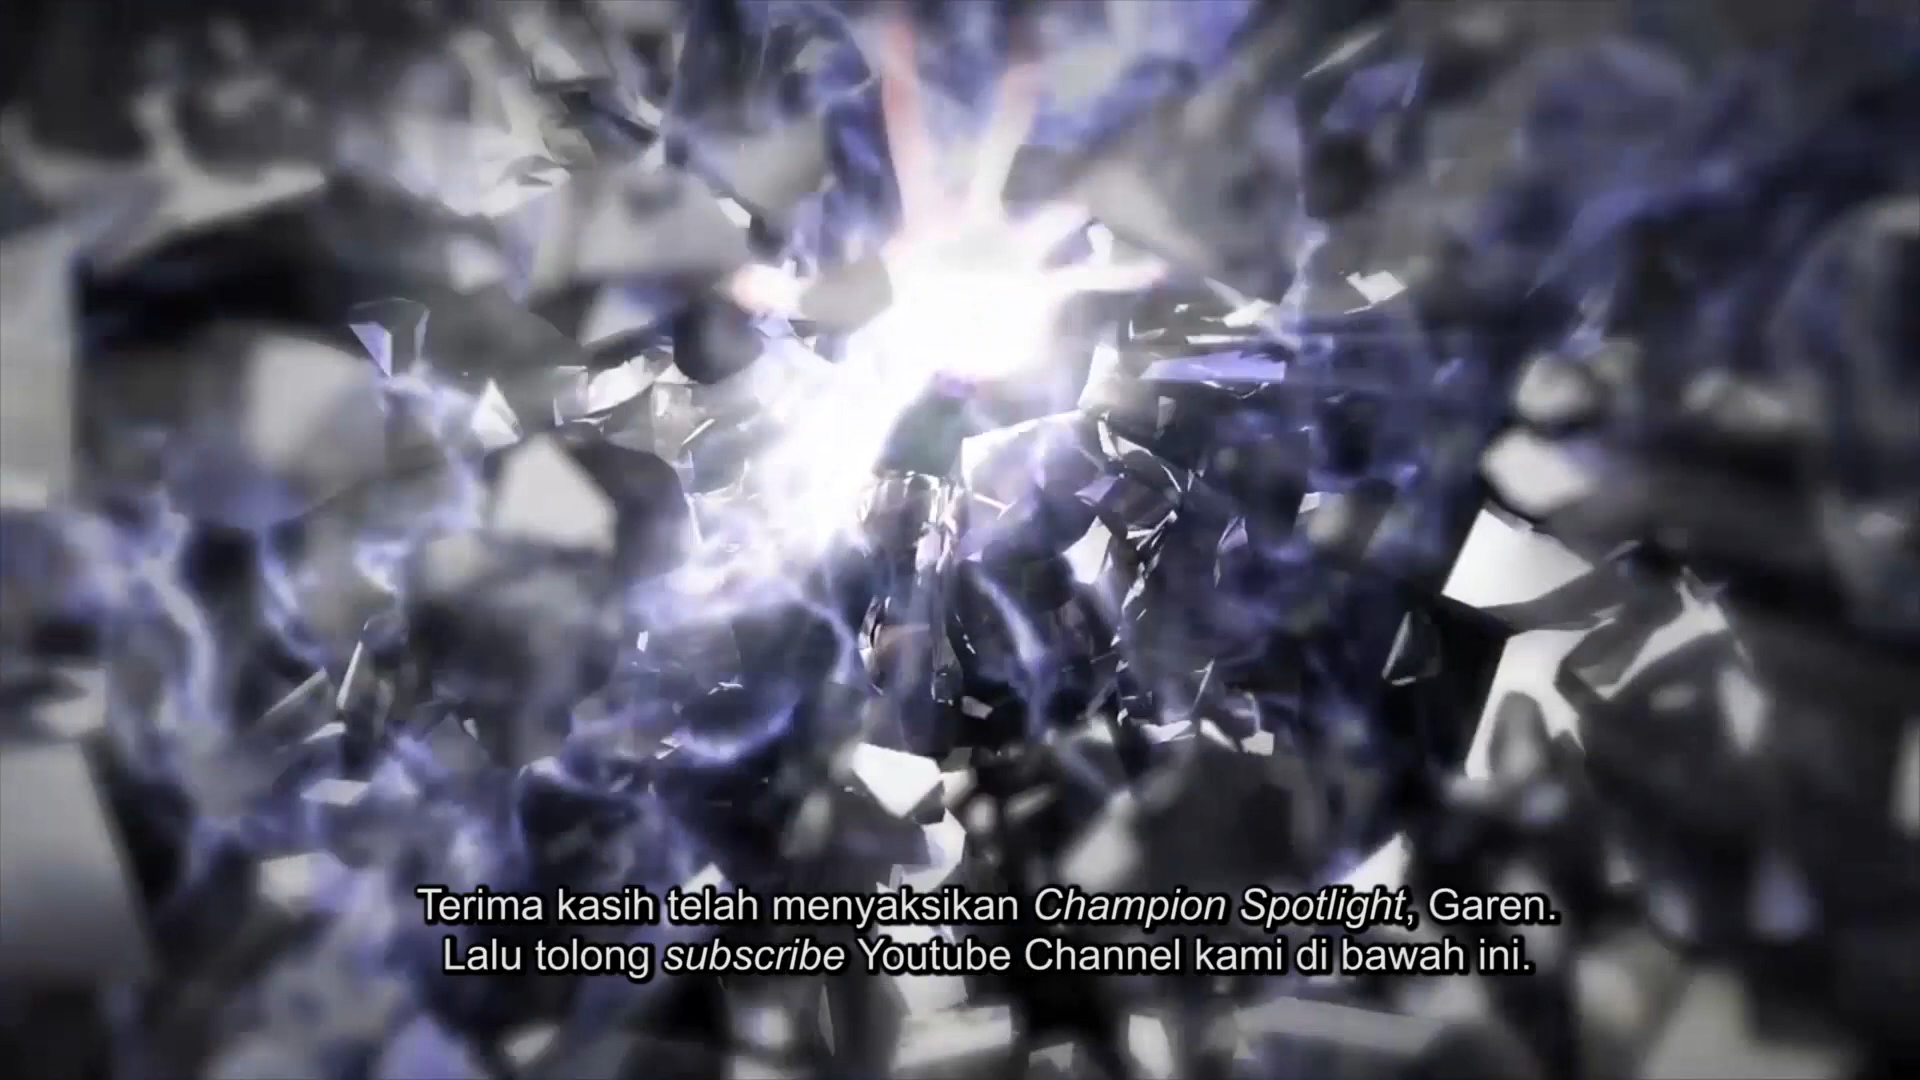 Terima kasih telah menyaksikan Champion Spotlight, Garen.
Lalu tolong subscribe Youtube Channel kami di bawah ini.